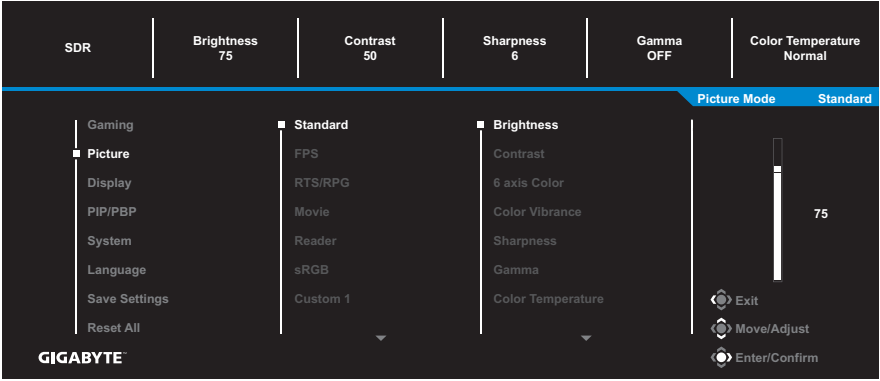 SDR
Brightness
75
Contrast
50
Sharpness
6
Gamma
OFF
Color Temperature
Normal
Picture Mode Standard
Gaming
Picture
Display
PIP/PBP
System
Language
Save Settings
Reset All
Standard
FPS
RTS/RPG
Movie
Reader
sRGB
Custom 1
Brightness
Contrast
6 axis Color
Color Vibrance
Sharpness
Gamma
Color Temperature
75
Exit
Move/Adjust
Enter/Confirm
GIGABYTE™